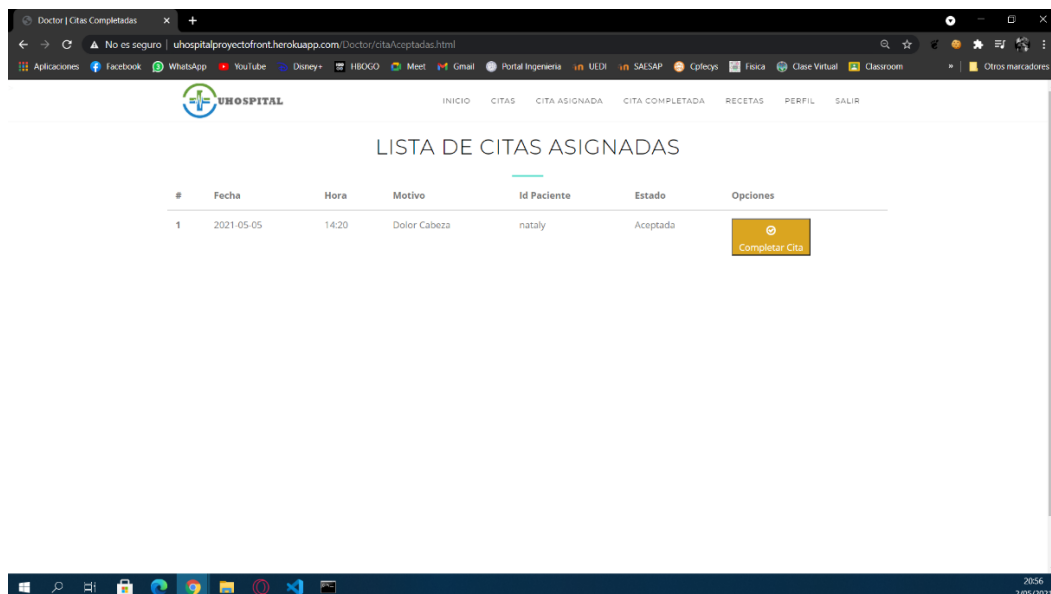 Doctor | Citas Completadas
No es seguro | uhospitalproyectofront.herokuapp.com/Doctor/citaAceptadas.html
Aplicaciones Facebook WhatsApp YouTube Disney+ HBOGO Meet Gmail Portal Ingenieria UEDI SAESAP Cpfecys Fisica Clase Virtual Classroom » Otros marcadores
UHOSPITAL INICIO CITAS CITA ASIGNADA CITA COMPLETADA RECETAS PERFIL SALIR
LISTA DE CITAS ASIGNADAS
# Fecha Hora Motivo Id Paciente Estado Opciones
1 2021-05-05 14:20 Dolor Cabeza nataly Aceptada
Completar Cita
20:56